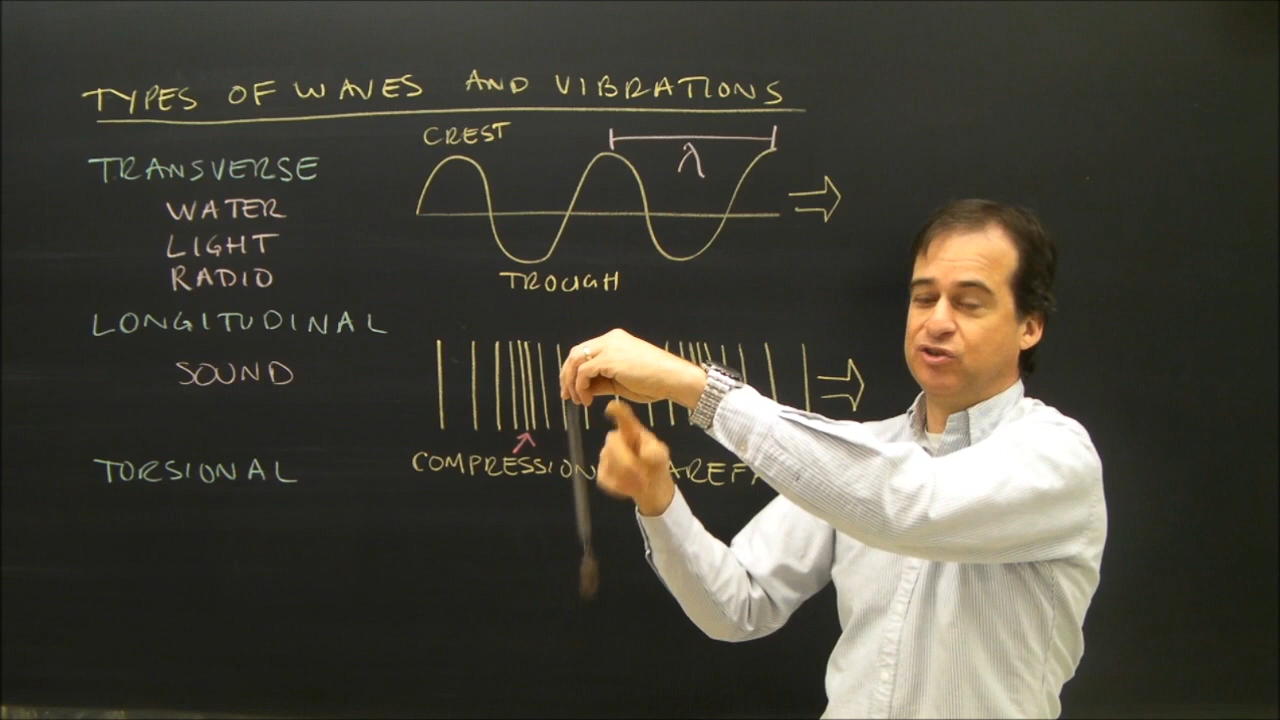 TYPES OF WAVES AND VIBRATIONS
CREST
λ
TRANSVERSE
WATER
LIGHT
RADIO
TROUGH
LONGITUDINAL
SOUND
COMPRESSION
TORSIONAL